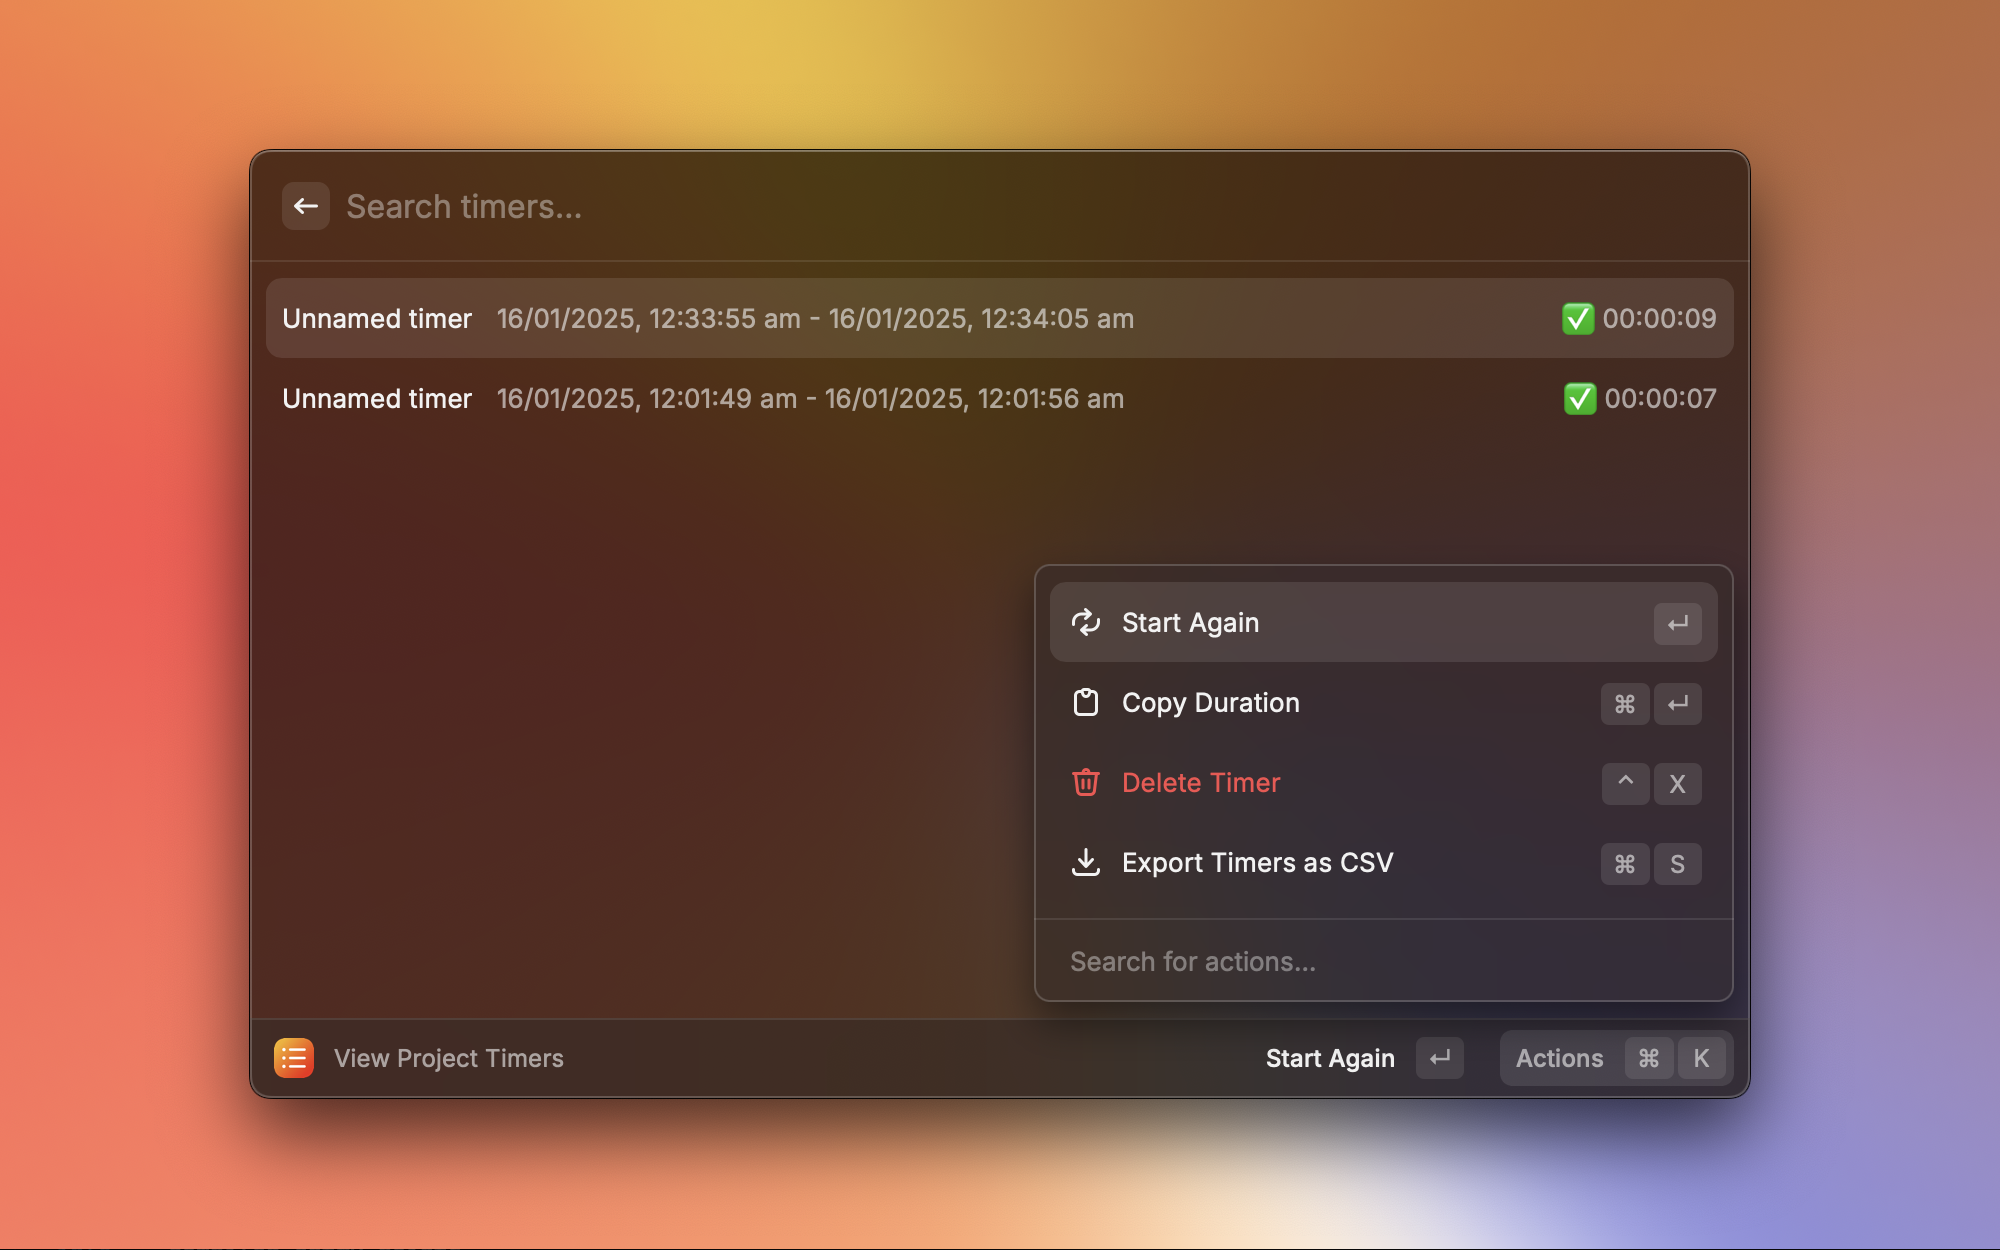 Search timers...
Unnamed timer 16/01/2025, 12:33:55 am - 16/01/2025, 12:34:05 am ✅ 00:00:09
Unnamed timer 16/01/2025, 12:01:49 am - 16/01/2025, 12:01:56 am ✅ 00:00:07
Start Again ↵
Copy Duration ⌘ ↵
Delete Timer ^ X
Export Timers as CSV ⌘ S
Search for actions...
View Project Timers Start Again ↵ Actions ⌘ K